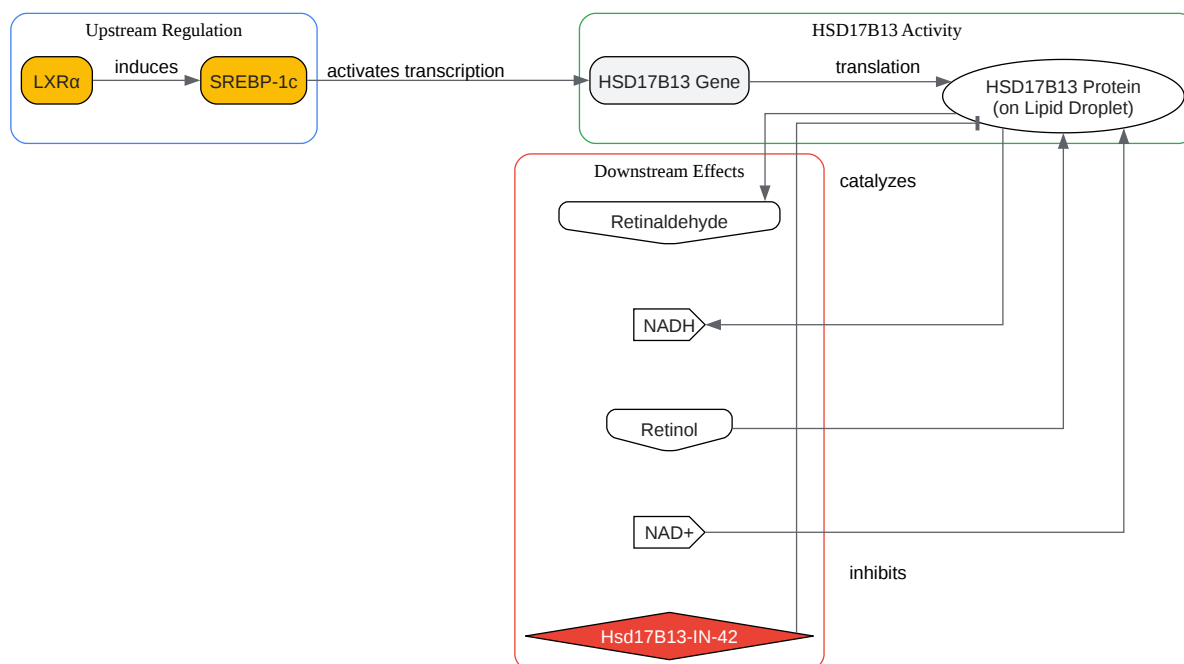 Upstream Regulation
HSD17B13 Activity
LXRα
induces
SREBP-1c
activates transcription
HSD17B13 Gene
translation
HSD17B13 Protein
(on Lipid Droplet)
Downstream Effects
catalyzes
Retinaldehyde
NADH
Retinol
NAD+
inhibits
Hsd17B13-IN-42